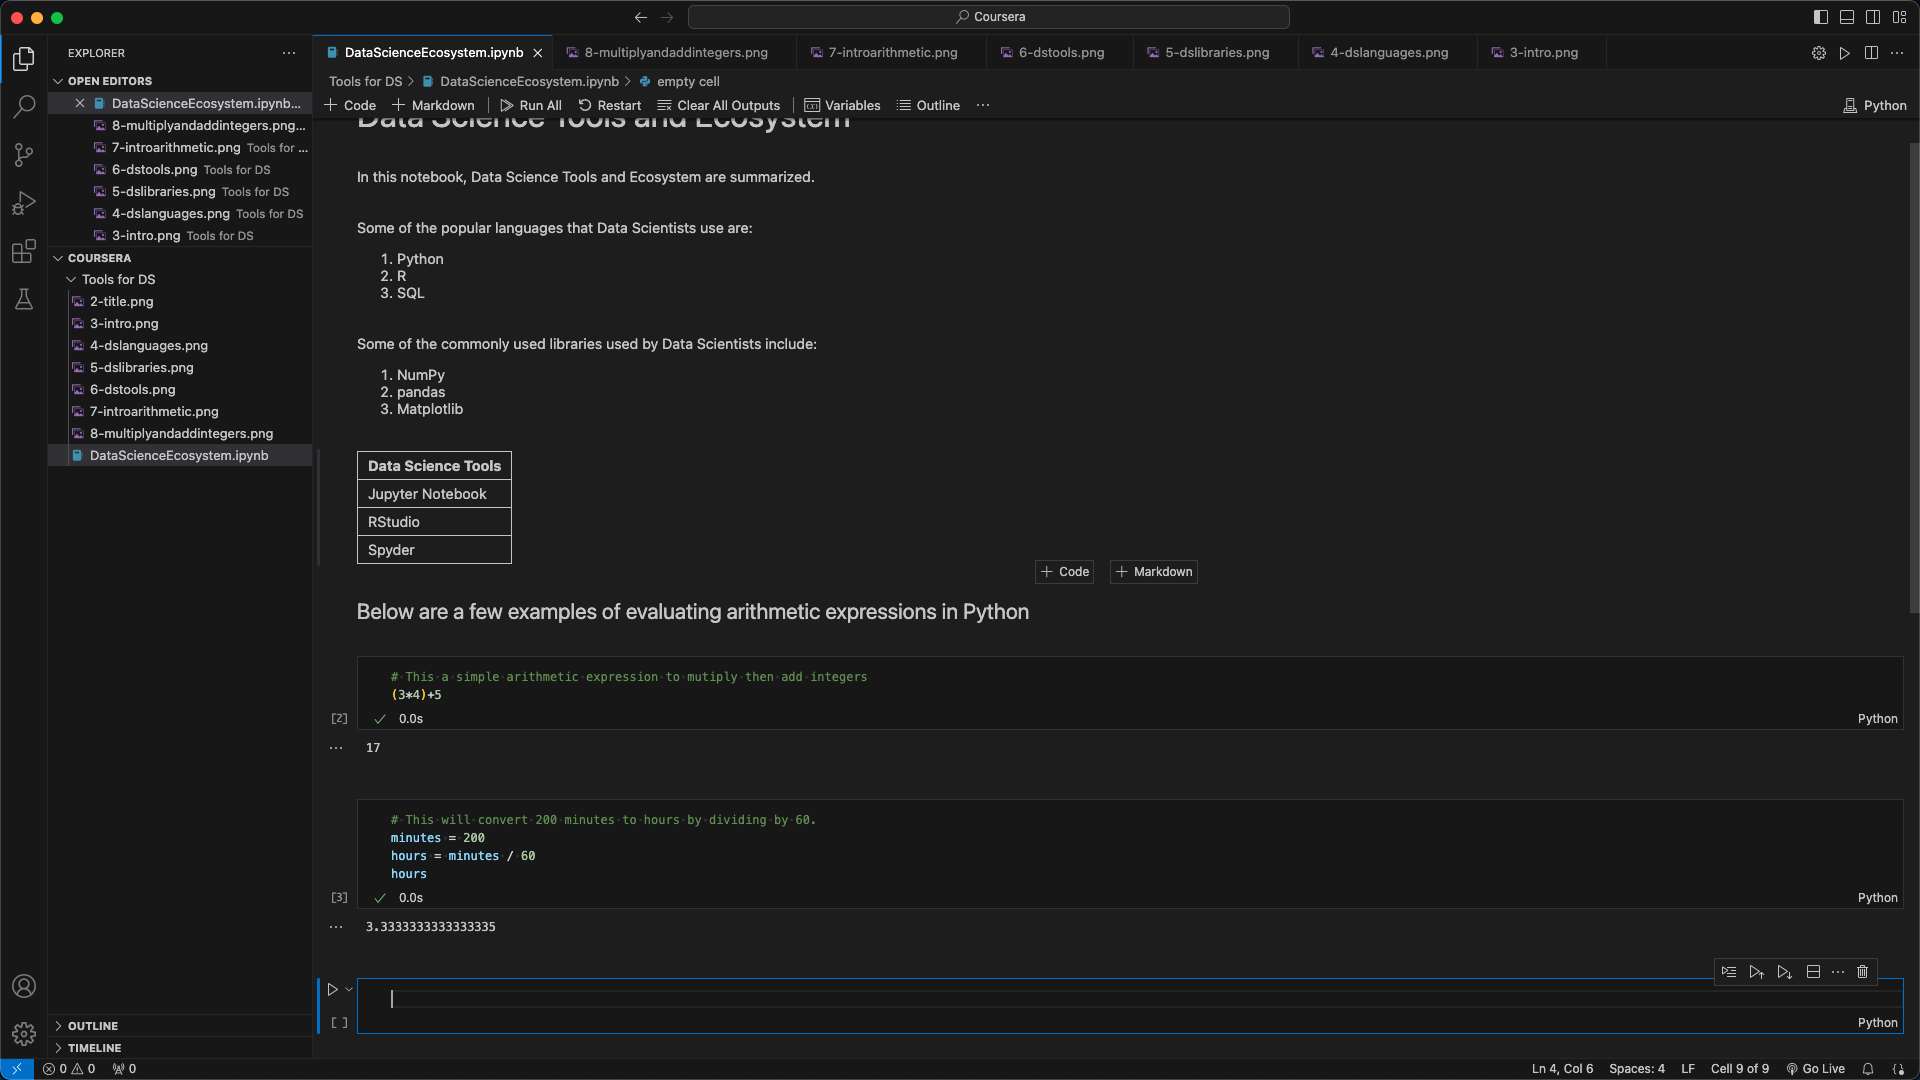 Coursera
EXPLORER
OPEN EDITORS
DataScienceEcosystem.ipynb...
8-multiplyandaddintegers.png...
7-introarithmetic.png Tools for ...
6-dstools.png Tools for DS
5-dslibraries.png Tools for DS
4-dslanguages.png Tools for DS
3-intro.png Tools for DS
COURSERA
Tools for DS
2-title.png
3-intro.png
4-dslanguages.png
5-dslibraries.png
6-dstools.png
7-introarithmetic.png
8-multiplyandaddintegers.png
DataScienceEcosystem.ipynb
OUTLINE
TIMELINE
DataScienceEcosystem.ipynb 8-multiplyandaddintegers.png 7-introarithmetic.png 6-dstools.png 5-dslibraries.png 4-dslanguages.png 3-intro.png
Tools for DS > DataScienceEcosystem.ipynb > empty cell
+ Code + Markdown Run All Restart Clear All Outputs Variables Outline ... Python
Data Science Tools and Ecosystem
In this notebook, Data Science Tools and Ecosystem are summarized.
Some of the popular languages that Data Scientists use are:
1. Python
2. R
3. SQL
Some of the commonly used libraries used by Data Scientists include:
1. NumPy
2. pandas
3. Matplotlib
Data Science Tools
Jupyter Notebook
RStudio
Spyder
+ Code + Markdown
Below are a few examples of evaluating arithmetic expressions in Python
# This a simple arithmetic expression to mutiply then add integers
(3*4)+5
[2] 0.0s Python
... 17
# This will convert 200 minutes to hours by dividing by 60.
minutes = 200
hours = minutes / 60
hours
[3] 0.0s Python
... 3.3333333333333335
[ ] Python
0 0 0 Ln 4, Col 6 Spaces: 4 LF Cell 9 of 9 Go Live